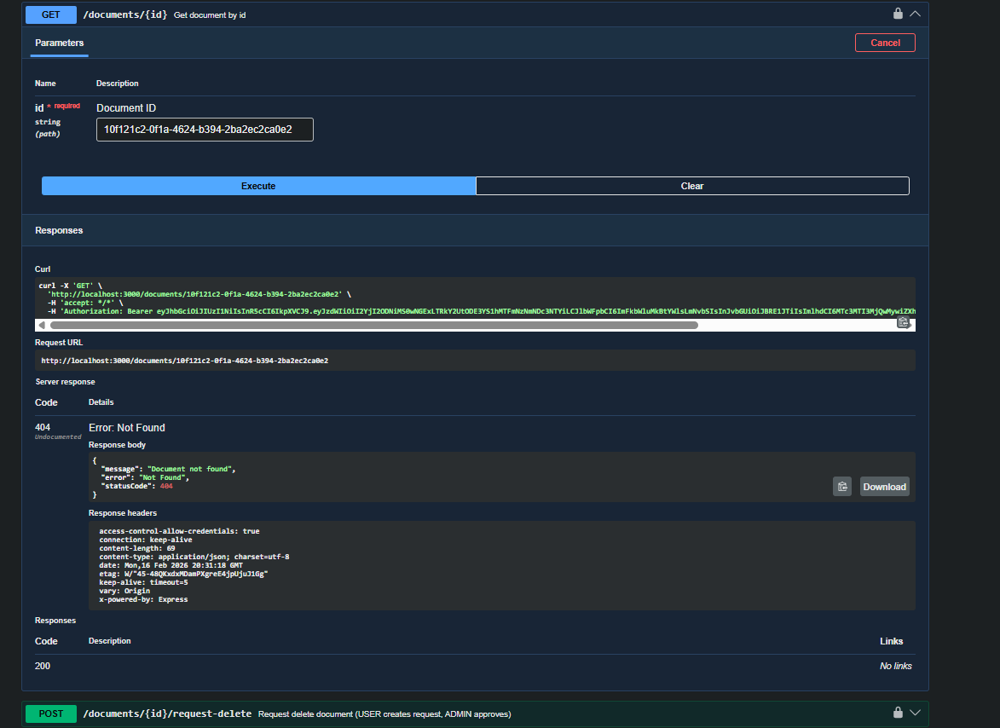 GET /documents/{id} Get document by id
Parameters
Cancel
Name Description
id * required Document ID
string
(path)
10f121c2-0f1a-4624-b394-2ba2ec2ca0e2
Execute Clear
Responses
Curl
curl -X 'GET' \
'http://localhost:3000/documents/10f121c2-0f1a-4624-b394-2ba2ec2ca0e2' \
-H 'accept: */*' \
-H 'Authorization: Bearer
Request URL
http://localhost:3000/documents/10f121c2-0f1a-4624-b394-2ba2ec2ca0e2
Server response
Code Details
404 Error: Not Found
Undocumented
Response body
{
"message": "Document not found",
"error": "Not Found",
"statusCode": 404
}
Download
Response headers
access-control-allow-credentials: true
connection: keep-alive
content-length: 69
content-type: application/json; charset=utf-8
date: Mon,16 Feb 2026 20:31:18 GMT
etag: W/"45-48QKxdxMDamPXgreE4jpUjuJ1Gg"
keep-alive: timeout=5
vary: Origin
x-powered-by: Express
Responses
Code Description Links
200 No links
POST /documents/{id}/request-delete Request delete document (USER creates request, ADMIN approves)